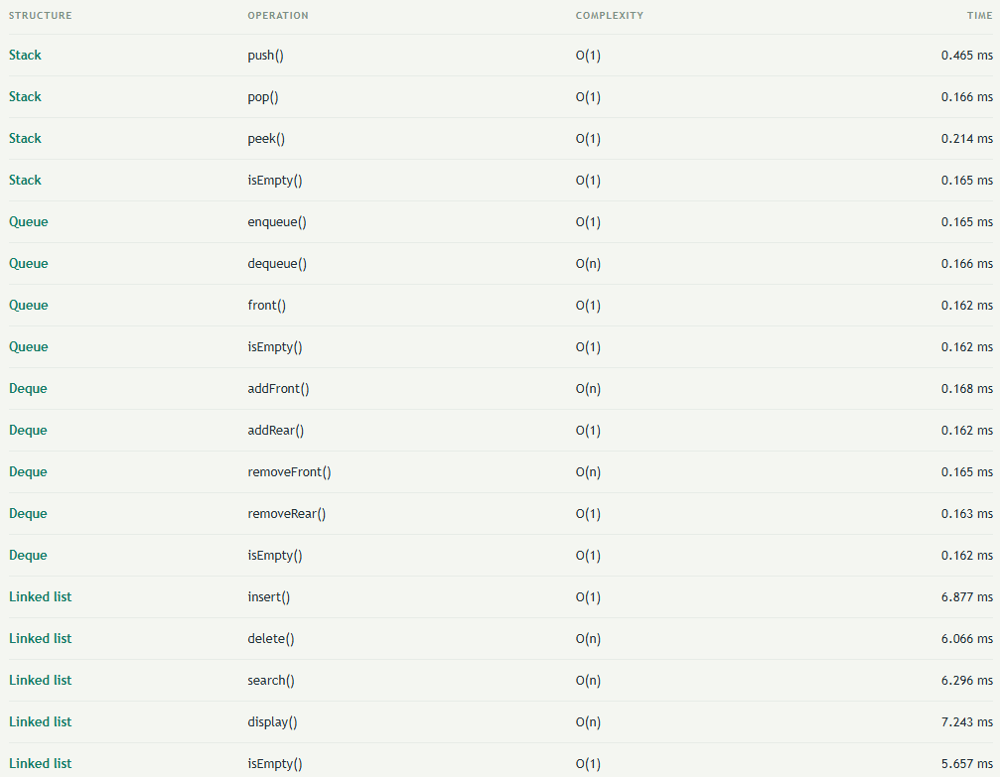 STRUCTURE OPERATION COMPLEXITY TIME
Stack push() O(1) 0.465 ms
Stack pop() O(1) 0.166 ms
Stack peek() O(1) 0.214 ms
Stack isEmpty() O(1) 0.165 ms
Queue enqueue() O(1) 0.165 ms
Queue dequeue() O(n) 0.166 ms
Queue front() O(1) 0.162 ms
Queue isEmpty() O(1) 0.162 ms
Deque addFront() O(n) 0.168 ms
Deque addRear() O(1) 0.162 ms
Deque removeFront() O(n) 0.165 ms
Deque removeRear() O(1) 0.163 ms
Deque isEmpty() O(1) 0.162 ms
Linked list insert() O(1) 6.877 ms
Linked list delete() O(n) 6.066 ms
Linked list search() O(n) 6.296 ms
Linked list display() O(n) 7.243 ms
Linked list isEmpty() O(1) 5.657 ms